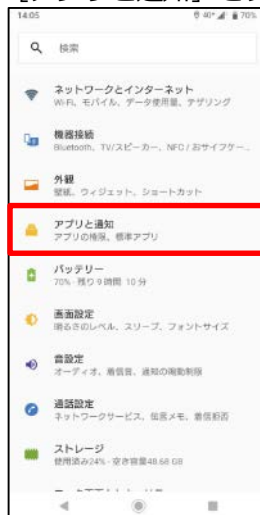 14:05
70%
検索
ネットワークとインターネット
Wi-Fi、モバイル、データ使用量、テザリング
機器接続
Bluetooth、TV/スピーカー、NFC / おサイフケー…
外観
壁紙、ウィジェット、ショートカット
アプリと通知
アプリの権限、標準アプリ
バッテリー
70% - 残り 9 時間 10 分
画面設定
明るさのレベル、スリープ、フォントサイズ
音設定
オーディオ、着信音、通知の鳴動制限
通話設定
ネットワークサービス、伝言メモ、着信拒否
ストレージ
使用済み24% - 空き容量48.68 GB